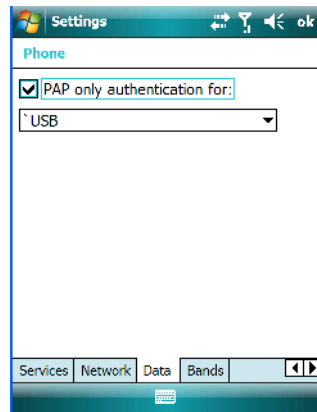 Settings ok
Phone
PAP only authentication for:
`USB
Services Network Data Bands